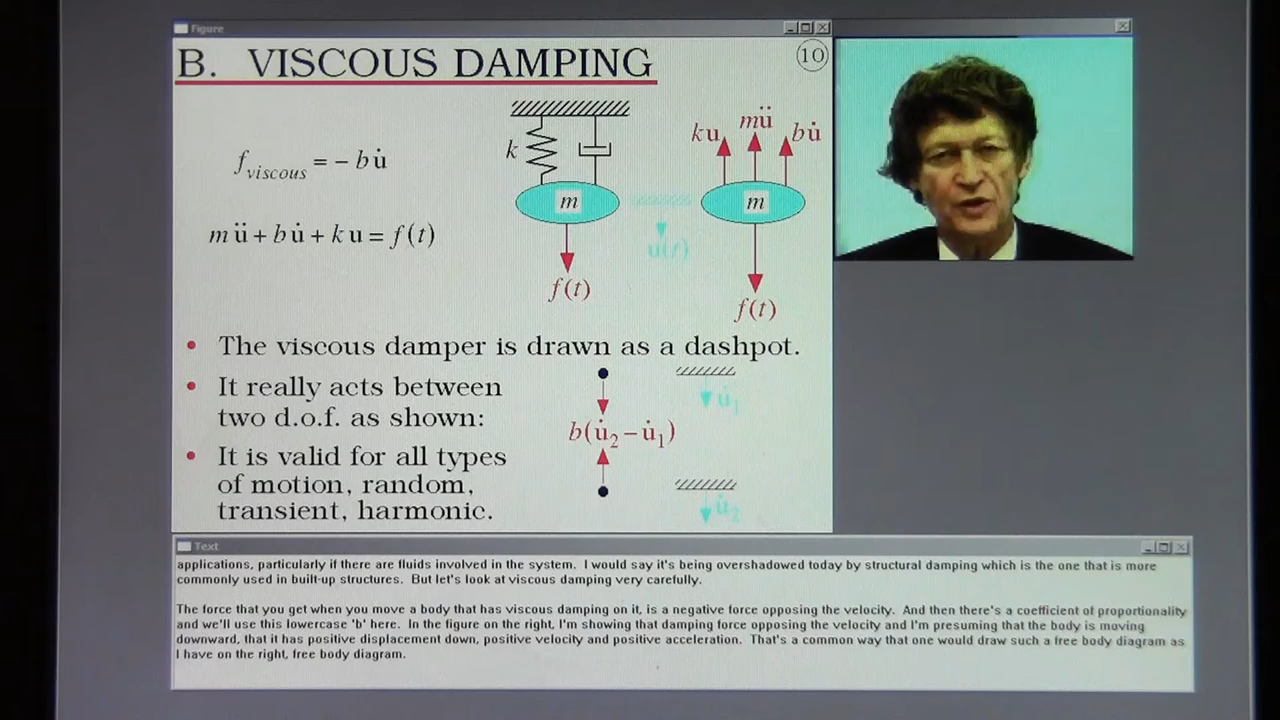 Figure
B. VISCOUS DAMPING
10
f viscous = − b u̇
m ü + b u̇ + k u = f(t)
k
m
f(t)
u(t)
ku
mü
bu̇
m
f(t)
• The viscous damper is drawn as a dashpot.
• It really acts between
two d.o.f. as shown:
• It is valid for all types
of motion, random,
transient, harmonic.
b(u̇2 − u̇1)
u̇1
u̇2
Text
applications, particularly if there are fluids involved in the system. I would say it's being overshadowed today by structural damping which is the one that is more
commonly used in built-up structures. But let's look at viscous damping very carefully.
The force that you get when you move a body that has viscous damping on it, is a negative force opposing the velocity. And then there's a coefficient of proportionality
and we'll use this lowercase 'b' here. In the figure on the right, I'm showing that damping force opposing the velocity and I'm presuming that the body is moving
downward, that it has positive displacement down, positive velocity and positive acceleration. That's a common way that one would draw such a free body diagram as
I have on the right, free body diagram.